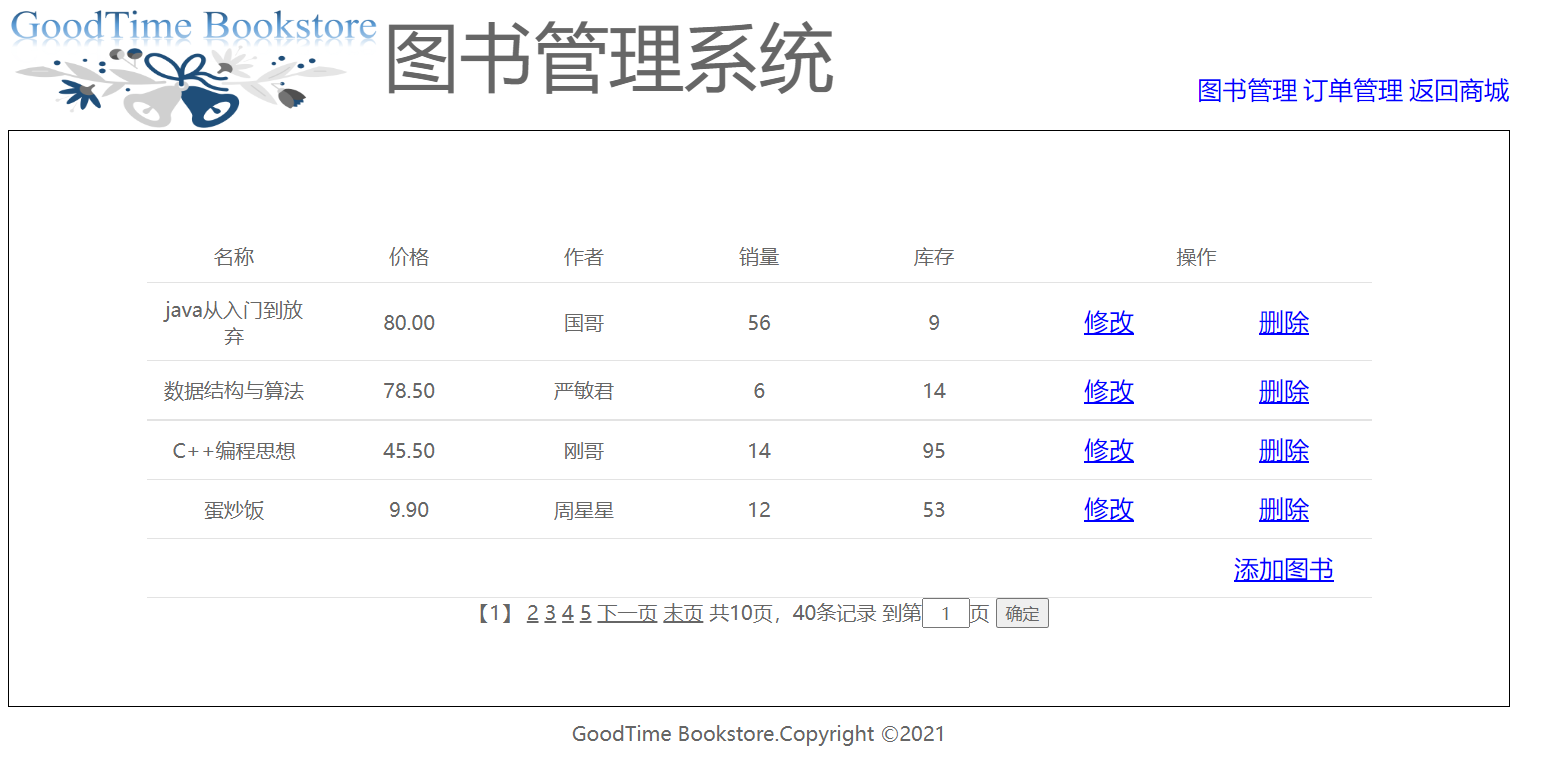 GoodTime Bookstore
图书管理系统
图书管理 订单管理 返回商城
名称 价格 作者 销量 库存 操作
java从入门到放弃 80.00 国哥 56 9 修改 删除
数据结构与算法 78.50 严敏君 6 14 修改 删除
C++编程思想 45.50 刚哥 14 95 修改 删除
蛋炒饭 9.90 周星星 12 53 修改 删除
添加图书
【1】 2 3 4 5 下一页 末页 共10页，40条记录 到第 1 页 确定
GoodTime Bookstore.Copyright ©2021